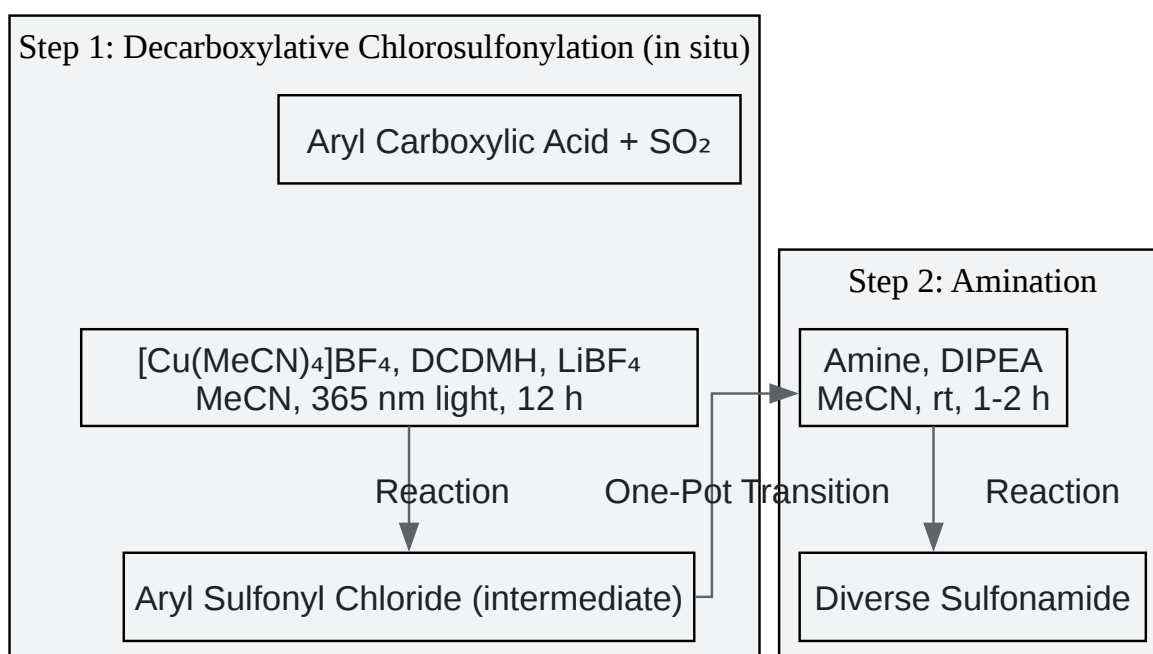 Step 1: Decarboxylative Chlorosulfonylation (in situ)
Aryl Carboxylic Acid + SO₂
[Cu(MeCN)₄]BF₄, DCDMH, LiBF₄
MeCN, 365 nm light, 12 h
Reaction
One-Pot Transition
Aryl Sulfonyl Chloride (intermediate)
Step 2: Amination
Amine, DIPEA
MeCN, rt, 1-2 h
Reaction
Diverse Sulfonamide